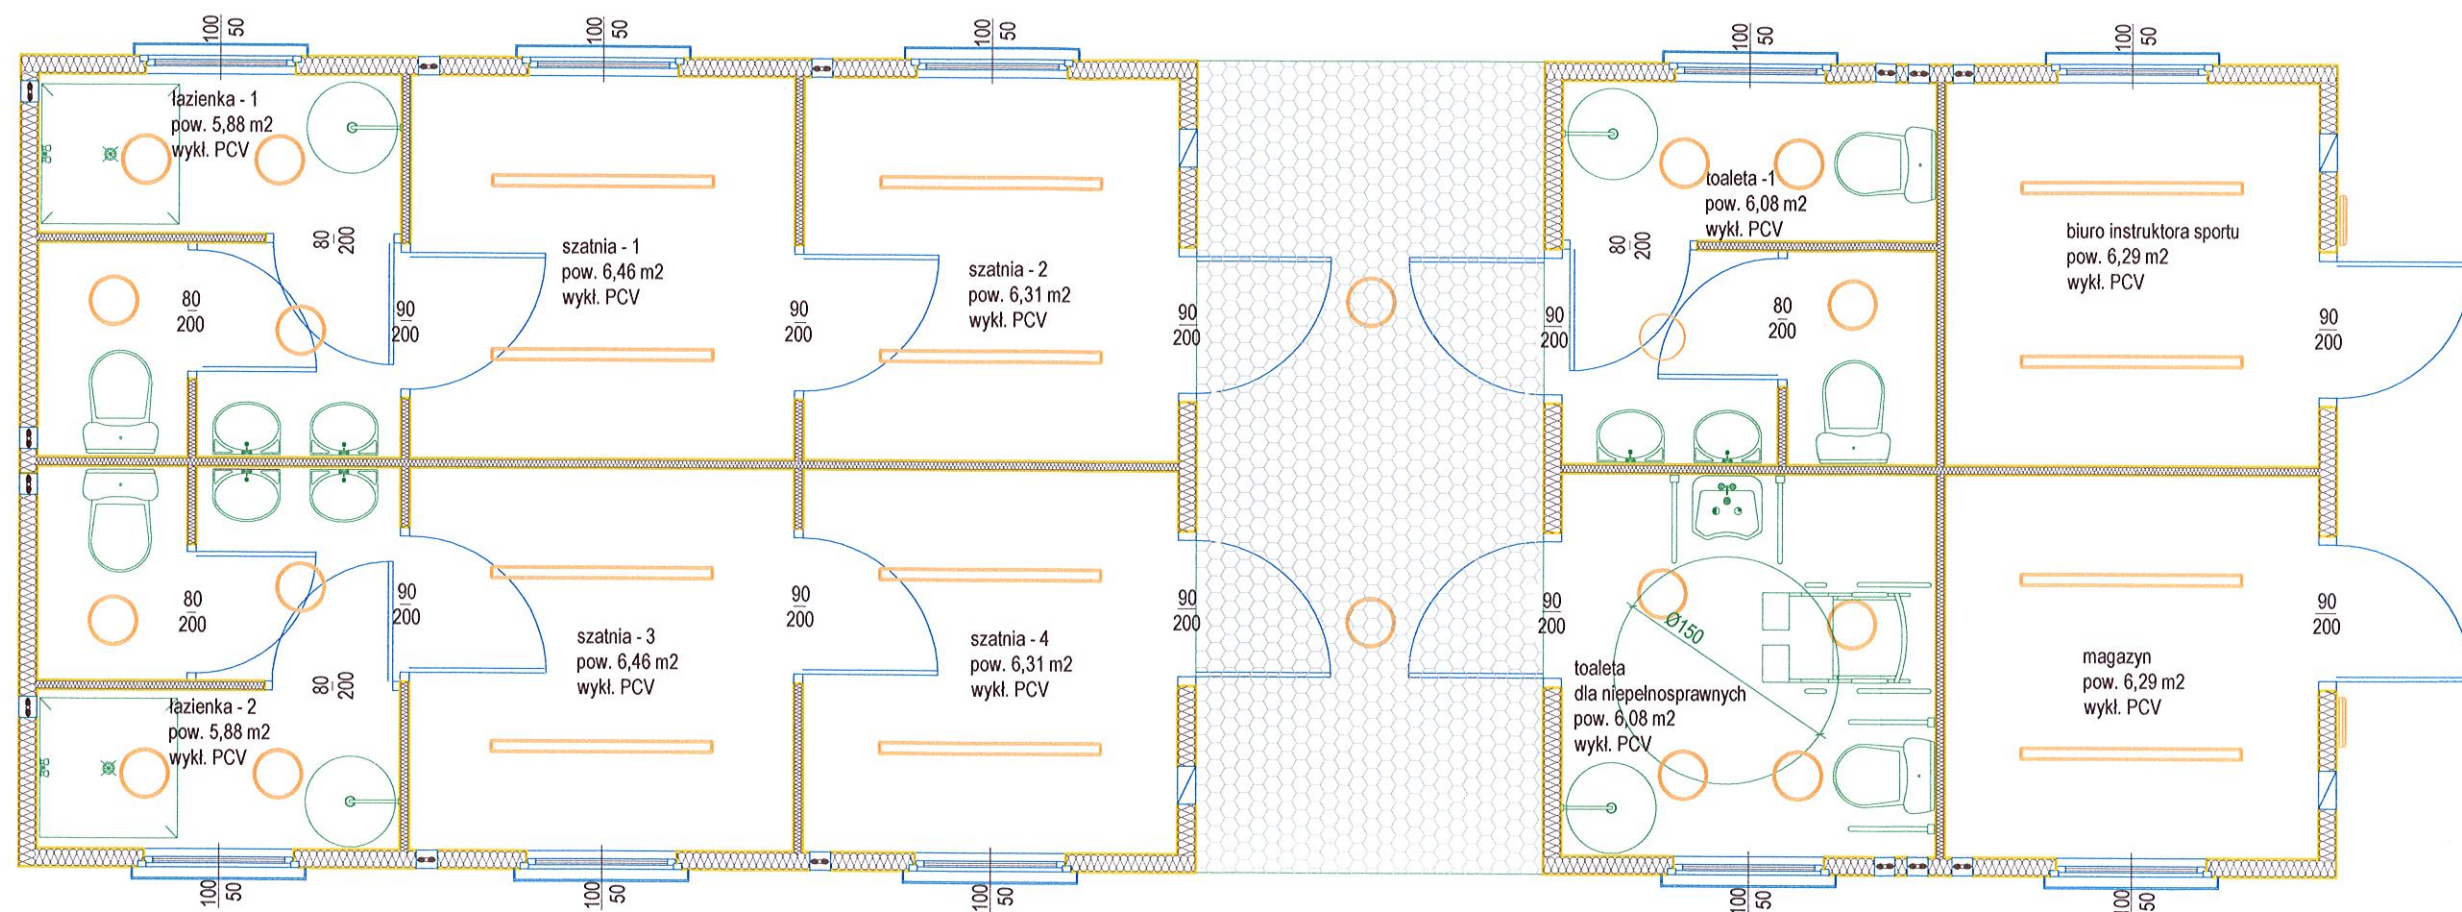 100
50
100
50
100
50
100
50
100
50
łazienka - 1
pow. 5,88 m2
wykł. PCV
80
200
80
200
90
200
szatnia - 1
pow. 6,46 m2
wykł. PCV
90
200
szatnia - 2
pow. 6,31 m2
wykł. PCV
90
200
90
200
toaleta -1
pow. 6,08 m2
wykł. PCV
80
200
80
200
biuro instruktora sportu
pow. 6,29 m2
wykł. PCV
90
200
80
200
90
200
80
200
łazienka - 2
pow. 5,88 m2
wykł. PCV
szatnia - 3
pow. 6,46 m2
wykł. PCV
90
200
szatnia - 4
pow. 6,31 m2
wykł. PCV
90
200
90
200
Ø150
toaleta
dla niepełnosprawnych
pow. 6,08 m2
wykł. PCV
magazyn
pow. 6,29 m2
wykł. PCV
90
200
100
50
100
50
100
50
100
50
100
50